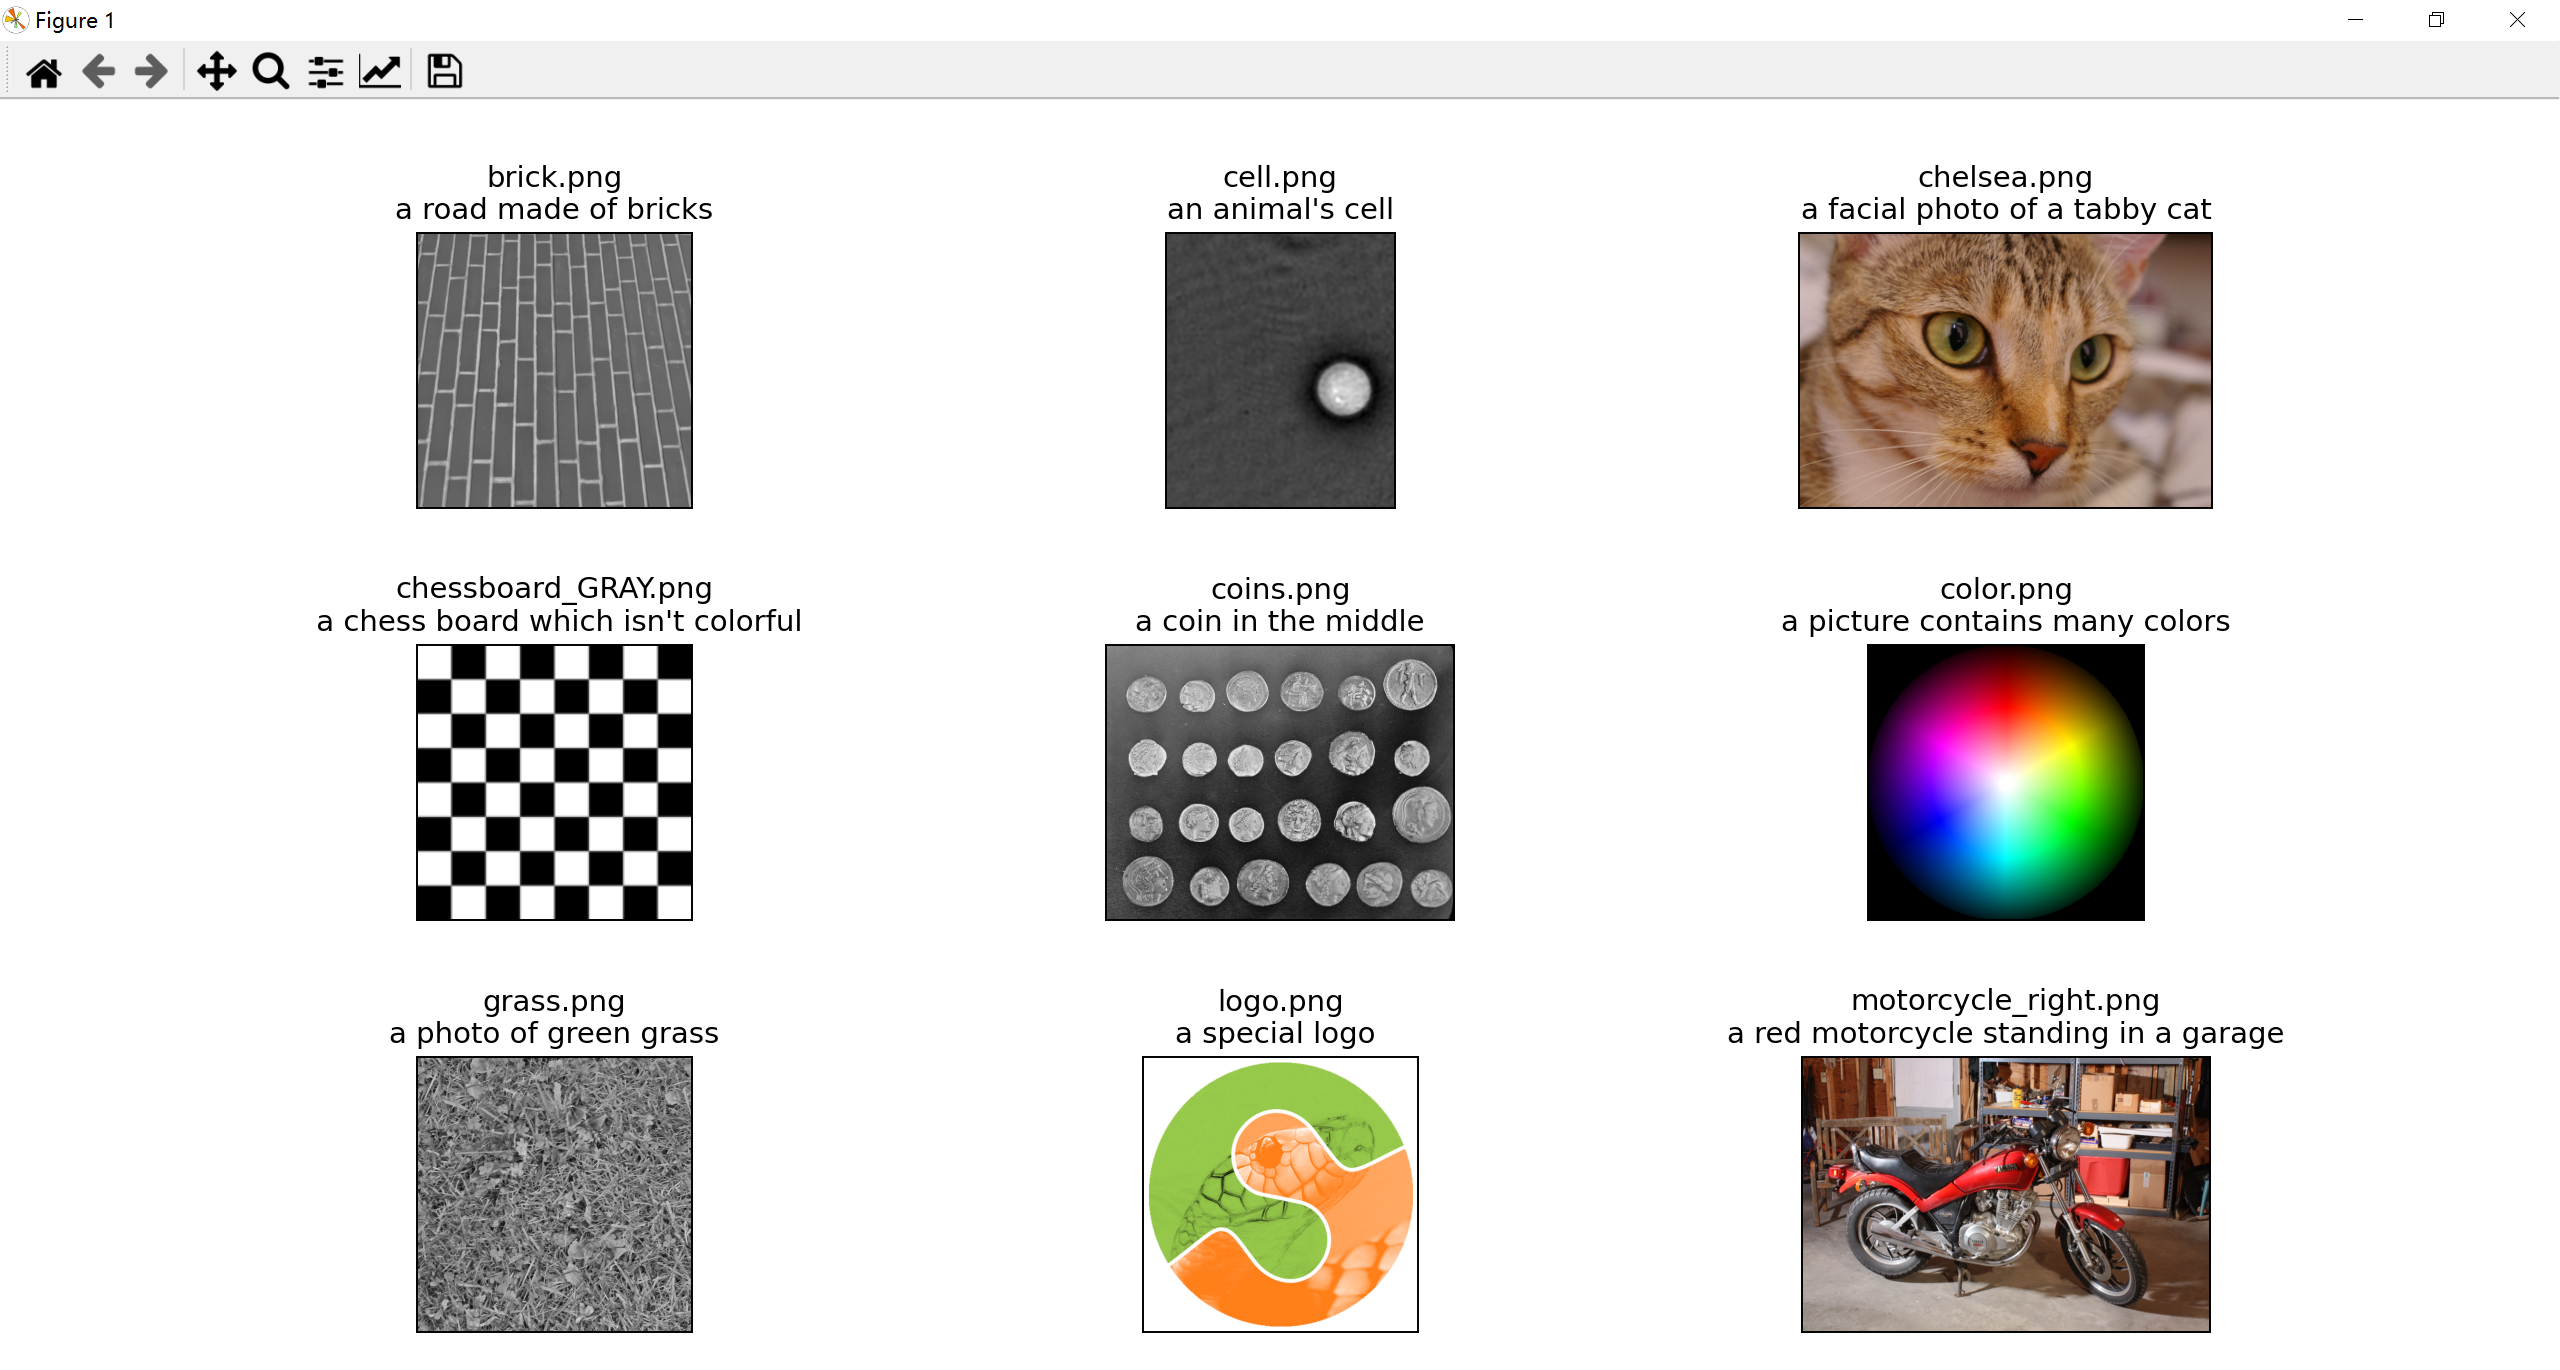 Figure 1
brick.png
a road made of bricks
cell.png
an animal's cell
chelsea.png
a facial photo of a tabby cat
chessboard_GRAY.png
a chess board which isn't colorful
coins.png
a coin in the middle
color.png
a picture contains many colors
grass.png
a photo of green grass
logo.png
a special logo
motorcycle_right.png
a red motorcycle standing in a garage